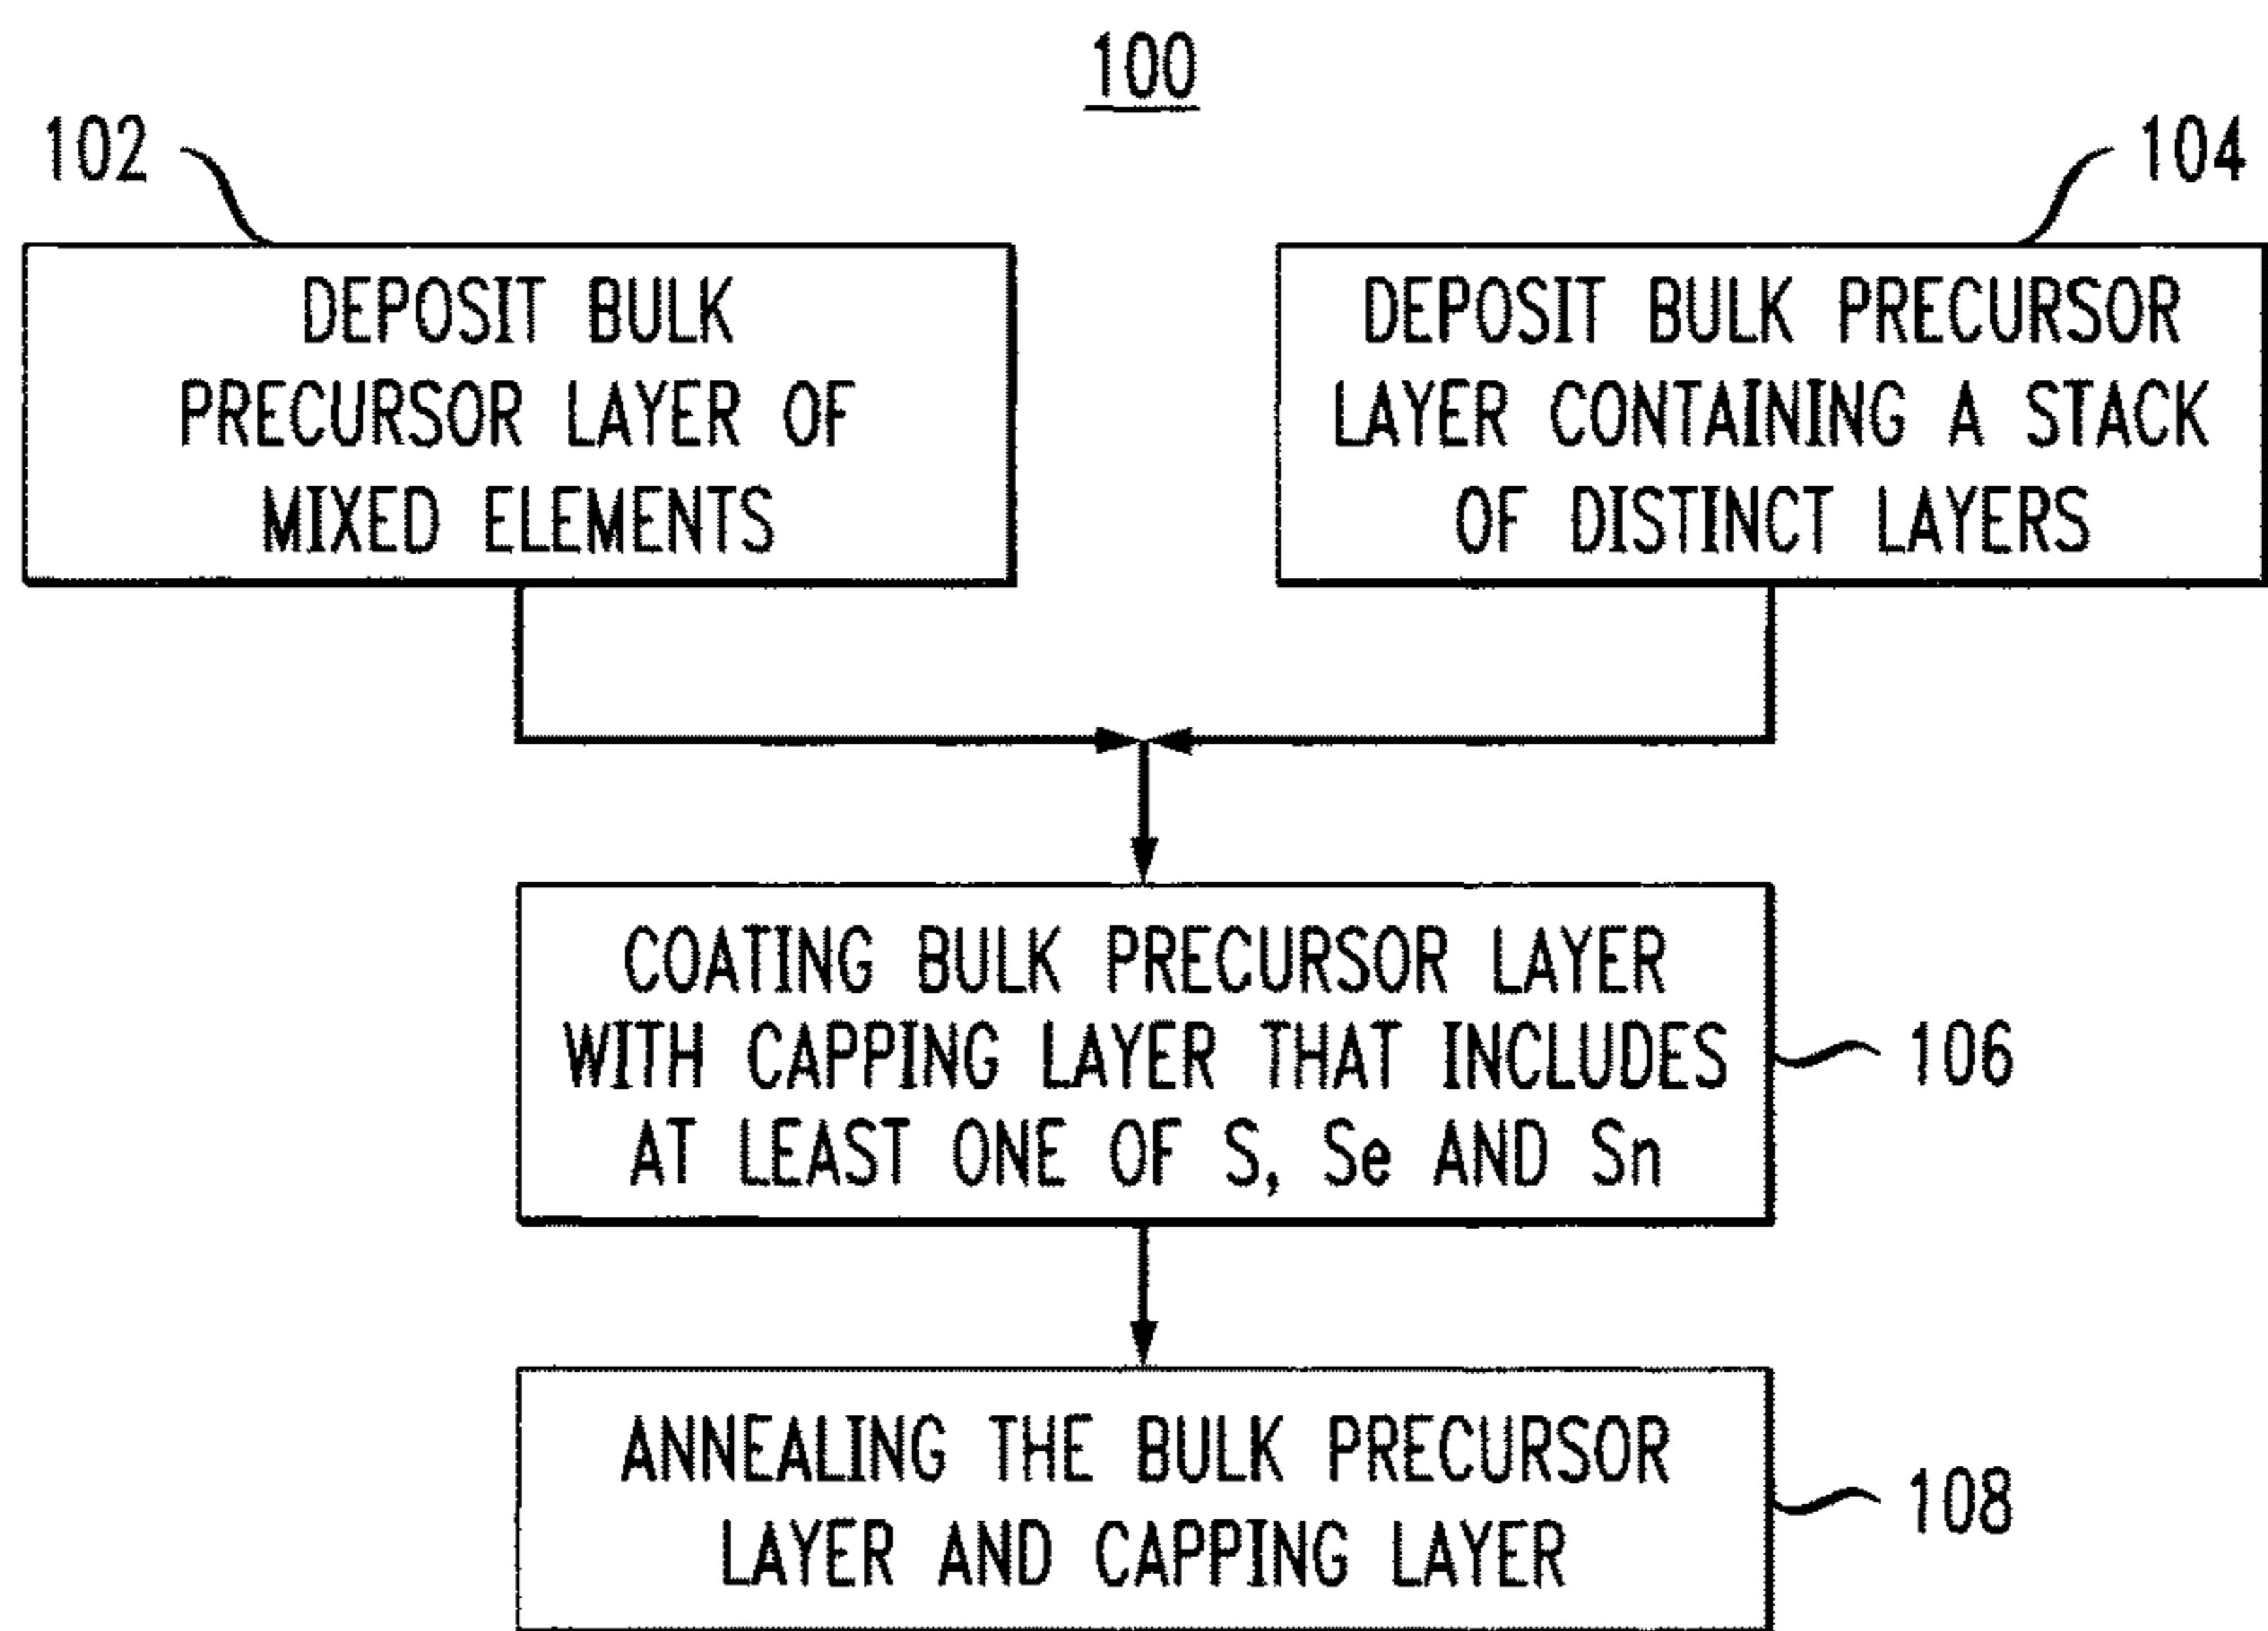 100
102
104
DEPOSIT BULK
PRECURSOR LAYER OF
MIXED ELEMENTS
DEPOSIT BULK PRECURSOR
LAYER CONTAINING A STACK
OF DISTINCT LAYERS
COATING BULK PRECURSOR LAYER
WITH CAPPING LAYER THAT INCLUDES
AT LEAST ONE OF S, Se AND Sn
106
ANNEALING THE BULK PRECURSOR
LAYER AND CAPPING LAYER
108